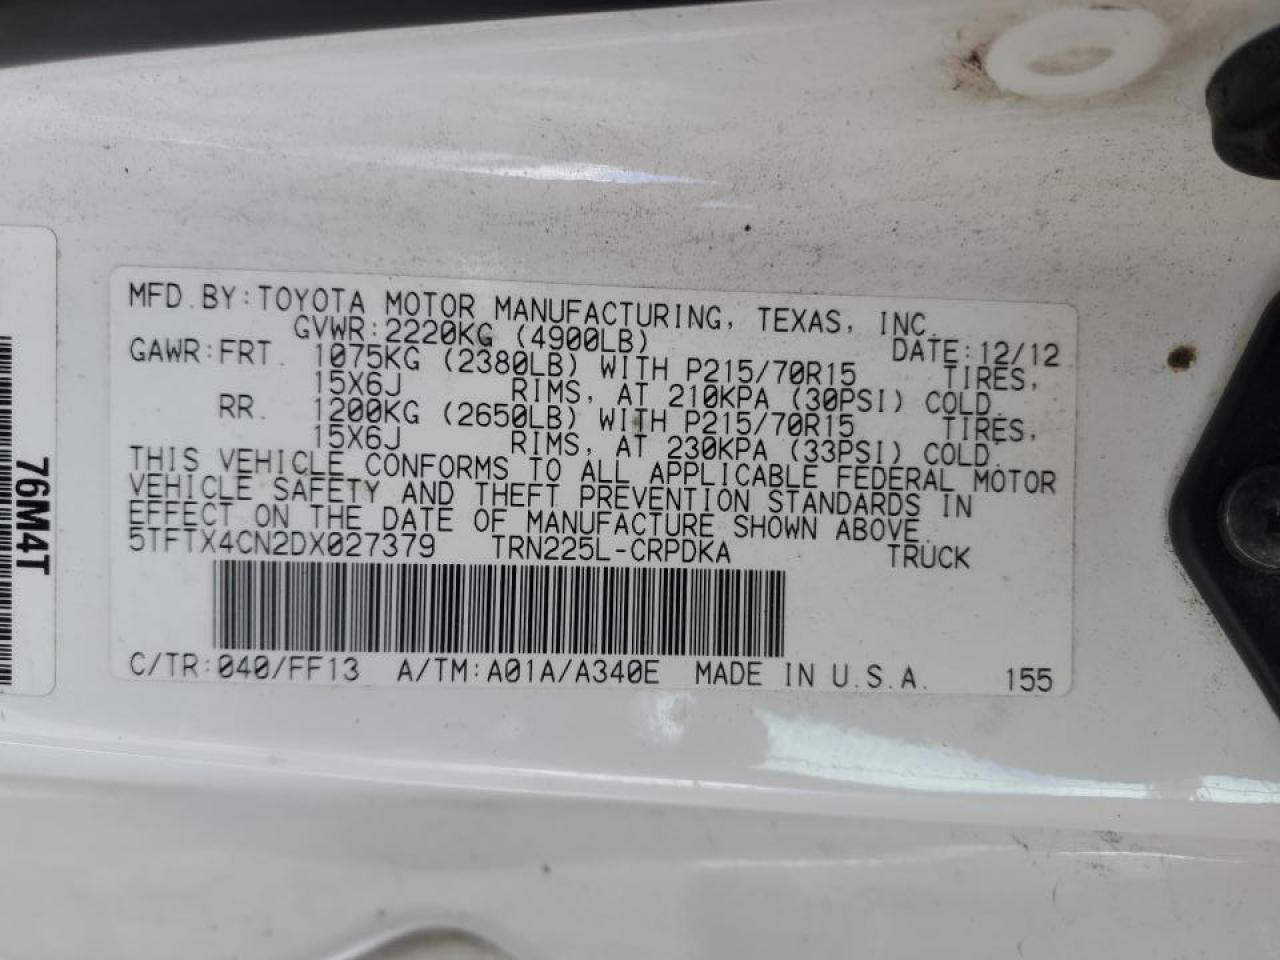 MFD.BY:TOYOTA MOTOR MANUFACTURING, TEXAS, INC.
GVWR:2220KG (4900LB) DATE:12/12
GAWR:FRT. 1075KG (2380LB) WITH P215/70R15 TIRES,
15X6J RIMS, AT 210KPA (30PSI) COLD.
RR. 1200KG (2650LB) WITH P215/70R15 TIRES,
15X6J RIMS, AT 230KPA (33PSI) COLD.
THIS VEHICLE CONFORMS TO ALL APPLICABLE FEDERAL MOTOR
VEHICLE SAFETY AND THEFT PREVENTION STANDARDS IN
EFFECT ON THE DATE OF MANUFACTURE SHOWN ABOVE.
5TFTX4CN2DX027379 TRN225L-CRPDKA TRUCK
C/TR:040/FF13 A/TM:A01A/A340E MADE IN U.S.A. 155
76M4T